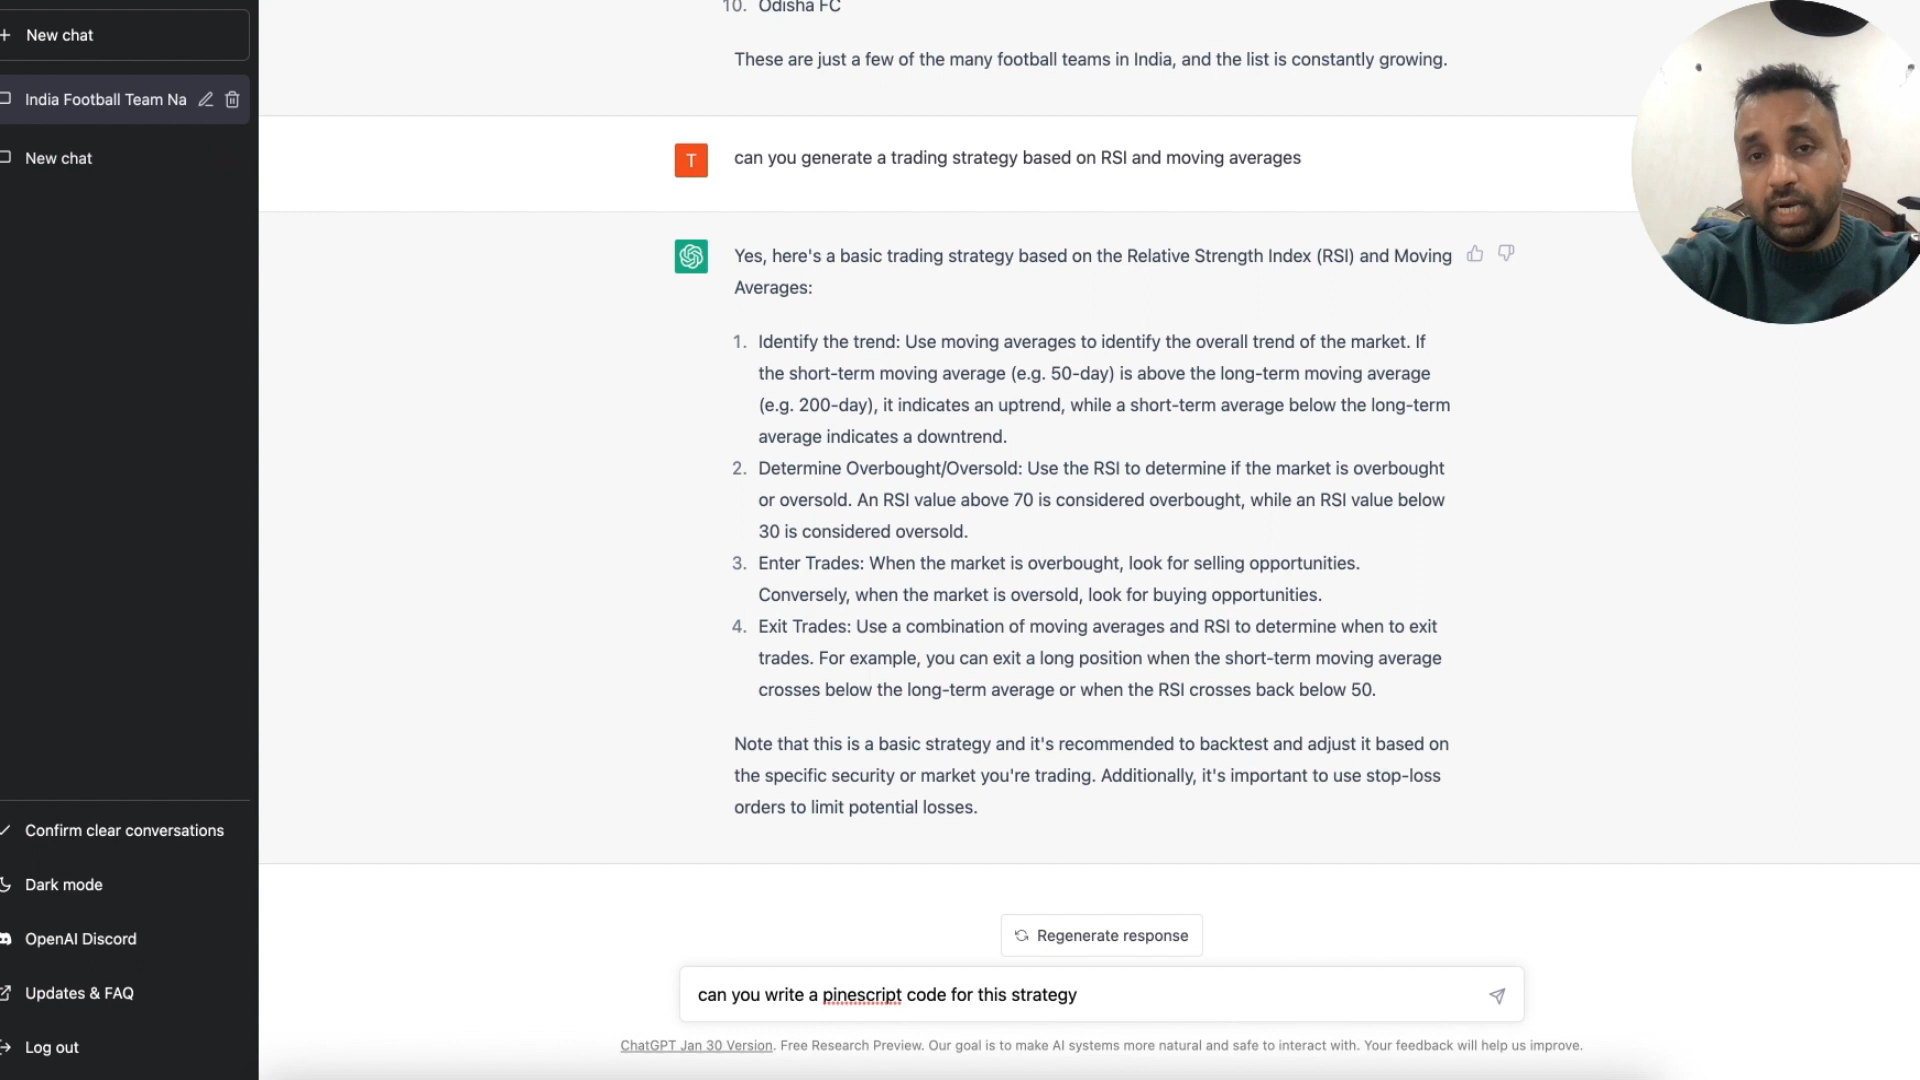 New chat
India Football Team Na
New chat
Confirm clear conversations
Dark mode
OpenAI Discord
Updates & FAQ
Log out
10. Odisha FC
These are just a few of the many football teams in India, and the list is constantly growing.
T
can you generate a trading strategy based on RSI and moving averages
Yes, here's a basic trading strategy based on the Relative Strength Index (RSI) and Moving
Averages:
1. Identify the trend: Use moving averages to identify the overall trend of the market. If
the short-term moving average (e.g. 50-day) is above the long-term moving average
(e.g. 200-day), it indicates an uptrend, while a short-term average below the long-term
average indicates a downtrend.
2. Determine Overbought/Oversold: Use the RSI to determine if the market is overbought
or oversold. An RSI value above 70 is considered overbought, while an RSI value below
30 is considered oversold.
3. Enter Trades: When the market is overbought, look for selling opportunities.
Conversely, when the market is oversold, look for buying opportunities.
4. Exit Trades: Use a combination of moving averages and RSI to determine when to exit
trades. For example, you can exit a long position when the short-term moving average
crosses below the long-term average or when the RSI crosses back below 50.
Note that this is a basic strategy and it's recommended to backtest and adjust it based on
the specific security or market you're trading. Additionally, it's important to use stop-loss
orders to limit potential losses.
Regenerate response
can you write a pinescript code for this strategy
ChatGPT Jan 30 Version. Free Research Preview. Our goal is to make AI systems more natural and safe to interact with. Your feedback will help us improve.